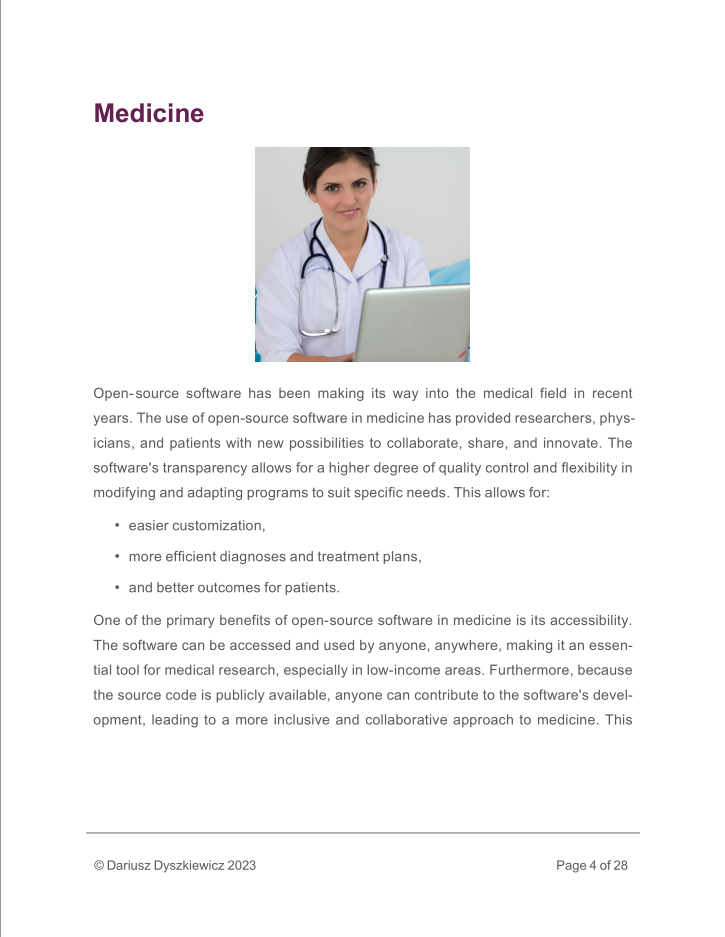 Medicine
Open-source software has been making its way into the medical field in recent
years. The use of open-source software in medicine has provided researchers, phys-
icians, and patients with new possibilities to collaborate, share, and innovate. The
software's transparency allows for a higher degree of quality control and flexibility in
modifying and adapting programs to suit specific needs. This allows for:
• easier customization,
• more efficient diagnoses and treatment plans,
• and better outcomes for patients.
One of the primary benefits of open-source software in medicine is its accessibility.
The software can be accessed and used by anyone, anywhere, making it an essen-
tial tool for medical research, especially in low-income areas. Furthermore, because
the source code is publicly available, anyone can contribute to the software's devel-
opment, leading to a more inclusive and collaborative approach to medicine. This
© Dariusz Dyszkiewicz 2023
Page 4 of 28